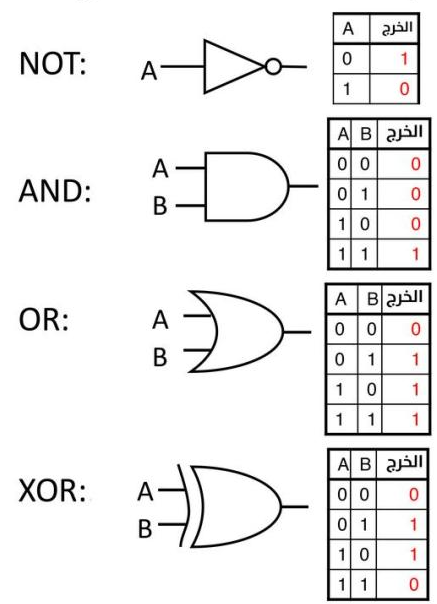 NOT:
A
A الخرج
0 1
1 0
AND:
A
B
A B الخرج
0 0 0
0 1 0
1 0 0
1 1 1
OR:
A
B
A B الخرج
0 0 0
0 1 1
1 0 1
1 1 1
XOR:
A
B
A B الخرج
0 0 0
0 1 1
1 0 1
1 1 0